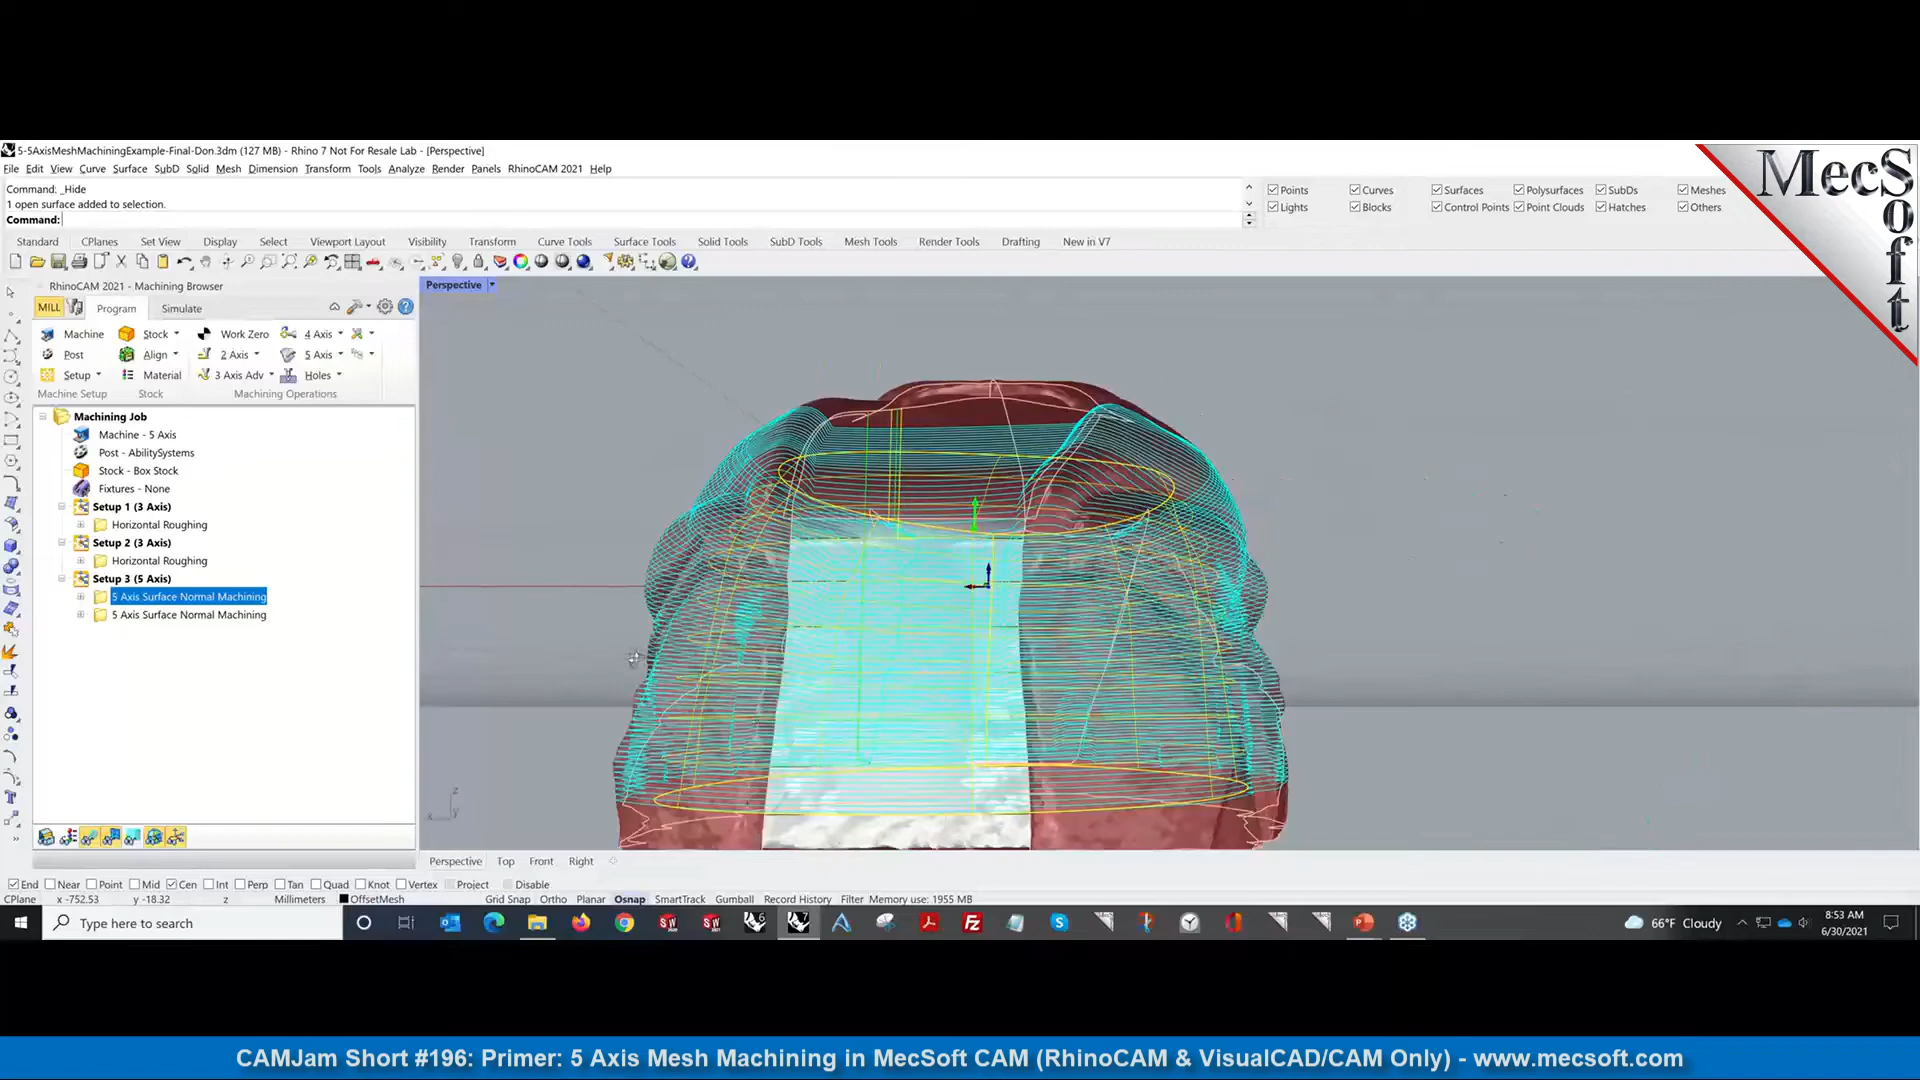 MecSoft
5-5AxisMeshMachiningExample-Final-Don.3dm (127 MB) - Rhino 7 Not For Resale Lab - [Perspective]
File Edit View Curve Surface SubD Solid Mesh Dimension Transform Tools Analyze Render Panels RhinoCAM 2021 Help
Command: _Hide
1 open surface added to selection.
Command:
Points Curves Surfaces Polysurfaces SubDs Meshes
Lights Blocks Control Points Point Clouds Hatches Others
Standard CPlanes Set View Display Select Viewport Layout Visibility Transform Curve Tools Surface Tools Solid Tools SubD Tools Mesh Tools Render Tools Drafting New in V7
RhinoCAM 2021 - Machining Browser
MILL Program Simulate
Machine Stock Work Zero 4 Axis
Post Align 2 Axis 5 Axis
Setup Material 3 Axis Adv Holes
Machine Setup Stock Machining Operations
Machining Job
Machine - 5 Axis
Post - AbilitySystems
Stock - Box Stock
Fixtures - None
Setup 1 (3 Axis)
Horizontal Roughing
Setup 2 (3 Axis)
Horizontal Roughing
Setup 3 (5 Axis)
5 Axis Surface Normal Machining
5 Axis Surface Normal Machining
Perspective
z
x y
Perspective Top Front Right
End Near Point Mid Cen Int Perp Tan Quad Knot Vertex Project Disable
CPlane x -752.53 y -18.32 z Millimeters OffsetMesh Grid Snap Ortho Planar Osnap SmartTrack Gumball Record History Filter Memory use: 1955 MB
Type here to search
66°F Cloudy
8:53 AM
6/30/2021
CAMJam Short #196: Primer: 5 Axis Mesh Machining in MecSoft CAM (RhinoCAM & VisualCAD/CAM Only) - www.mecsoft.com